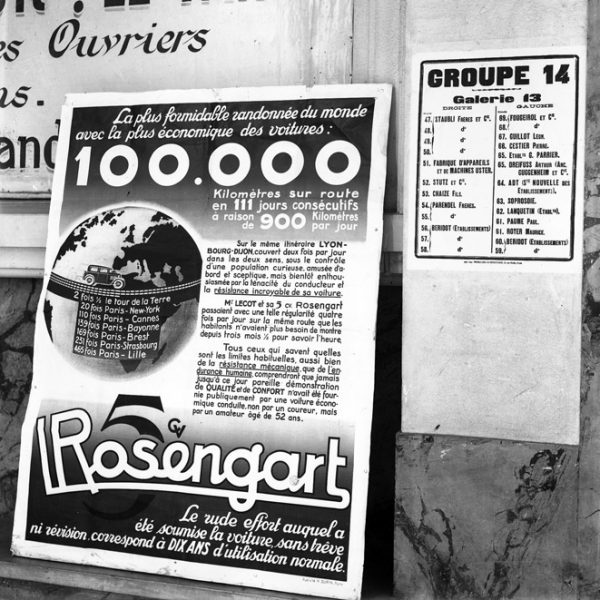 es Ouvriers
ns.
and
La plus formidable randonnée du monde
avec la plus économique des voitures :
100.000
Kilomètres sur route
en 111 jours consécutifs
à raison de 900 Kilomètres par jour
Sur le même itinéraire LYON-
BOURG-DIJON, couvert deux fois par jour
dans les deux sens, sous le contrôle
d'une population curieuse, amusée d'a-
bord et sceptique, mais bientôt enthou-
siasmée par la ténacité du conducteur et
la résistance incroyable de sa voiture.
Mr LECOT et sa 5 cv Rosengart
passaient avec une telle régularité quatre
fois par jour sur la même route que les
habitants n'avaient plus besoin de montre
depuis trois mois ½ pour savoir l'heure.
Tous ceux qui savent quelles
sont les limites habituelles, aussi bien
de la résistance mécanique, que de l'en-
durance humaine, comprendront que jamais
jusqu'à ce jour pareille démonstration
de QUALITÉ et de CONFORT n'avait été four-
nie publiquement par une voiture écono-
mique conduite, non par un coureur, mais
par un amateur âgé de 52 ans.
2 fois ½ le tour de la Terre
20 fois Paris-New-York
110 fois Paris - Cannes
159 fois Paris-Bayonne
169 fois Paris-Brest
251 fois Paris-Strasbourg
465 fois Paris - Lille
5 CV
Rosengart
Le rude effort auquel a
été soumise la voiture, sans trêve
ni révision, correspond à DIX ANS d'utilisation normale.
GROUPE 14
Galerie 13
DROITE
47. STAUBLI FRÈRES ET Cie.
48. d°
49. d°
50. d°
51. FABRIQUE D'APPAREILS
ET DE MACHINES OSTER.
52. STUTZ ET Cie.
53. CHAIZE FILS.
54. PARENDEL FRÈRES.
55. d°
56. BERIDOT (ETABLISSEMENTS)
57. d°
58. d°
59. d°
GAUCHE
69. FOUGEIROL ET Cie.
68. d°
67. GUILLOT LÉON.
66. CESTIER PIERRE.
65. ETABts G. PARRIER.
65. DREIFUSS ARTHUR (ANC.
GUGGENHEIM ET Cie.
64. ADT (Sté NOUVELLE DES
ETABLISSEMENTS).
63. SOPROSOIE.
62. LANQUETIN (ETABts).
61. PAUME PAUL.
61. ROYER MAURICE.
60. BERIDOT (ETABLISSEMENTS)
59. d°